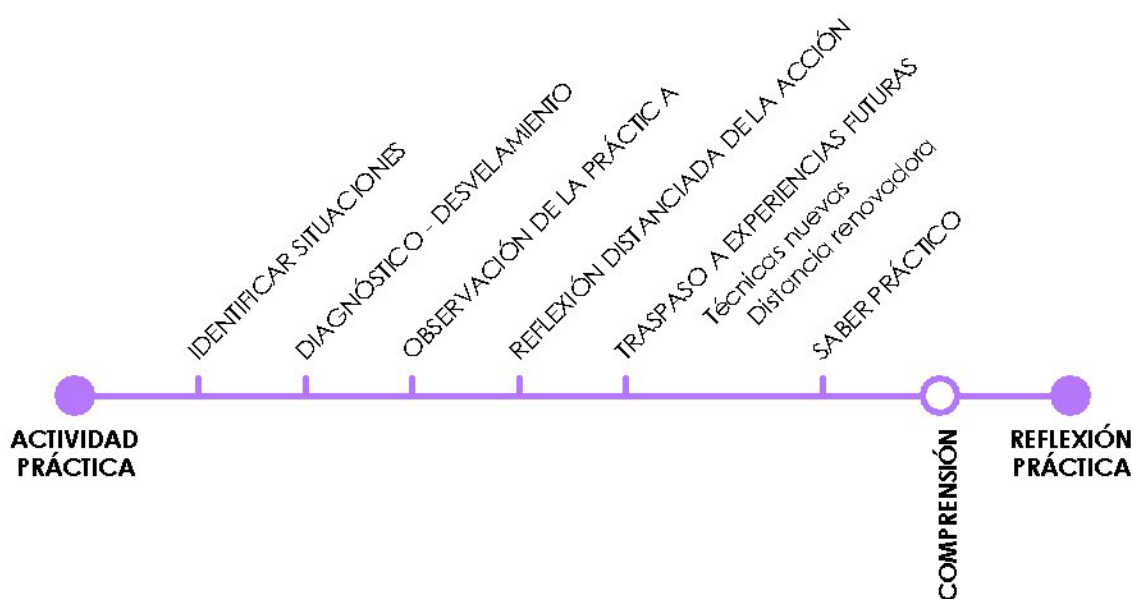 IDENTIFICAR SITUACIONES
DIAGNÓSTICO - DESVELAMIENTO
OBSERVACIÓN DE LA PRÁCTICA
REFLEXIÓN DISTANCIADA DE LA ACCIÓN
TRASPASO A EXPERIENCIAS FUTURAS
Técnicas nuevas
Distancia renovadora
SABER PRÁCTICO
ACTIVIDAD
PRÁCTICA
COMPRENSIÓN
REFLEXIÓN
PRÁCTICA